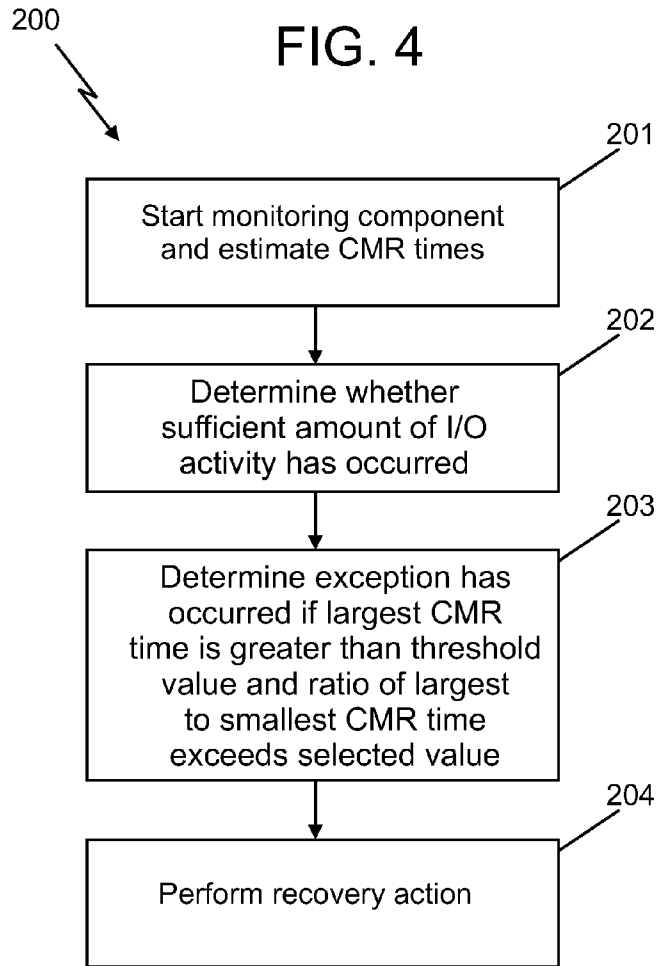 200
FIG. 4
201
Start monitoring component
and estimate CMR times
202
Determine whether
sufficient amount of I/O
activity has occurred
203
Determine exception has
occurred if largest CMR
time is greater than threshold
value and ratio of largest
to smallest CMR time
exceeds selected value
204
Perform recovery action